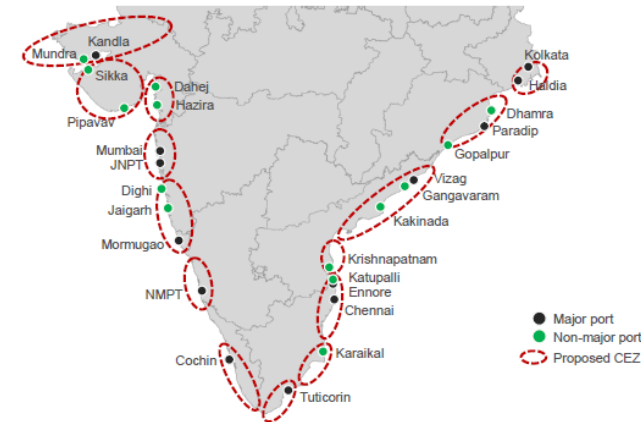 Kandla
Mundra
Sikka
Pipavav
Dahej
Hazira
Mumbai
JNPT
Dighi
Jaigarh
Mormugao
NMPT
Cochin
Tuticorin
Karaikal
Chennai
Ennore
Katupalli
Krishnapatnam
Kakinada
Gangavaram
Vizag
Gopalpur
Paradip
Dhamra
Haldia
Kolkata
Major port
Non-major port
Proposed CEZ